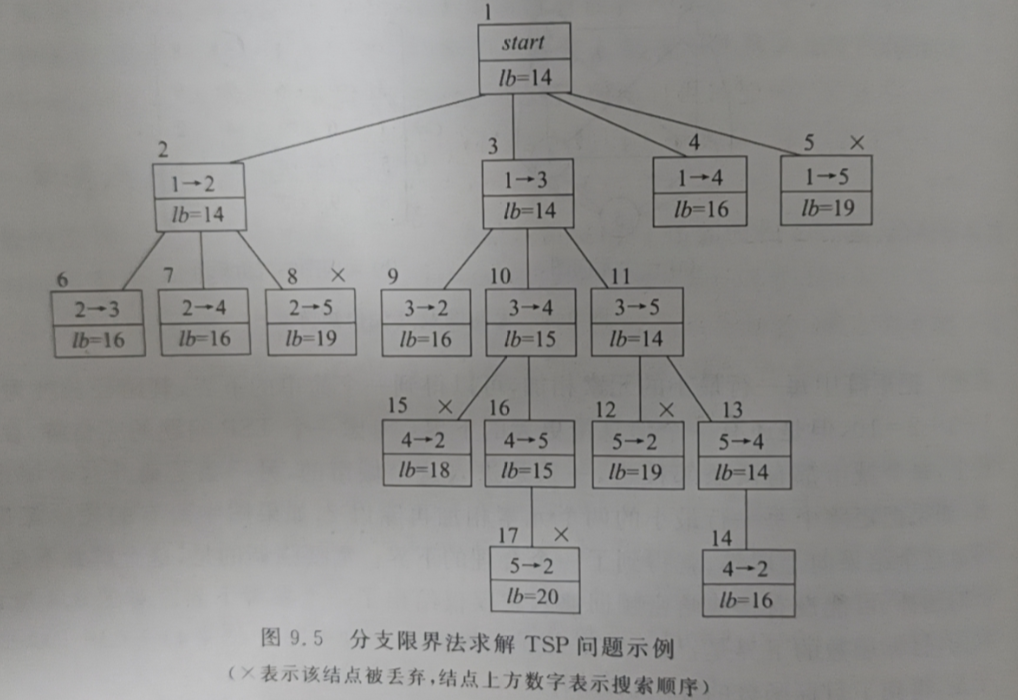 1
start
lb=14
2
3
4
5 ×
1→2
1→3
1→4
1→5
lb=14
lb=14
lb=16
lb=19
6
7
8 ×
9
10
11
2→3
2→4
2→5
3→2
3→4
3→5
lb=16
lb=16
lb=19
lb=16
lb=15
lb=14
15 ×
16
12 ×
13
4→2
4→5
5→2
5→4
lb=18
lb=15
lb=19
lb=14
17 ×
14
5→2
4→2
lb=20
lb=16
图 9.5 分支限界法求解 TSP 问题示例
(×表示该结点被丢弃,结点上方数字表示搜索顺序)